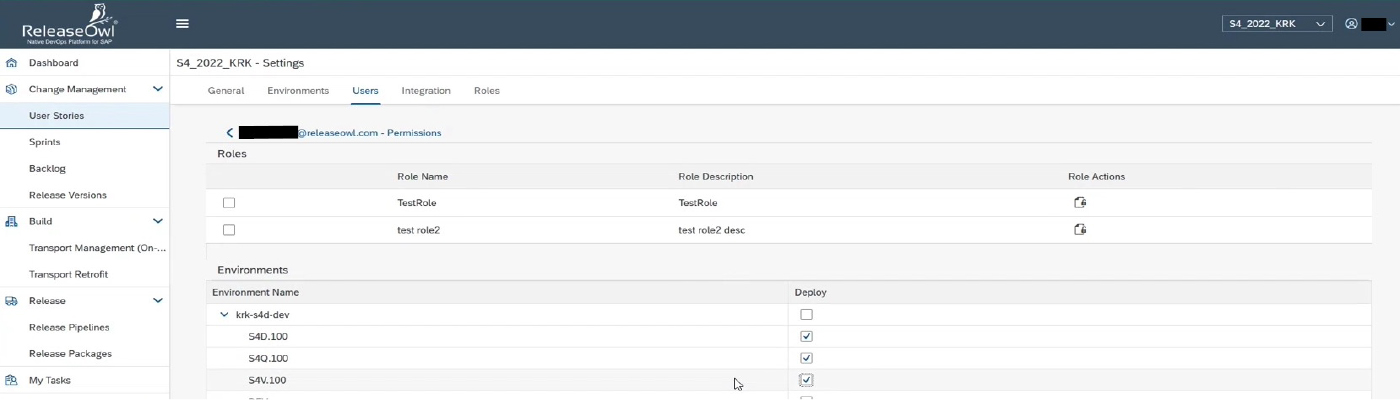 ReleaseOwl
Native DevOps Platform for SAP
S4_2022_KRK
Dashboard
Change Management
User Stories
Sprints
Backlog
Release Versions
Build
Transport Management (On-...
Transport Retrofit
Release
Release Pipelines
Release Packages
My Tasks
S4_2022_KRK - Settings
General Environments Users Integration Roles
@releaseowl.com - Permissions
Roles
Role Name Role Description Role Actions
TestRole TestRole
test role2 test role2 desc
Environments
Environment Name Deploy
krk-s4d-dev
S4D.100
S4Q.100
S4V.100